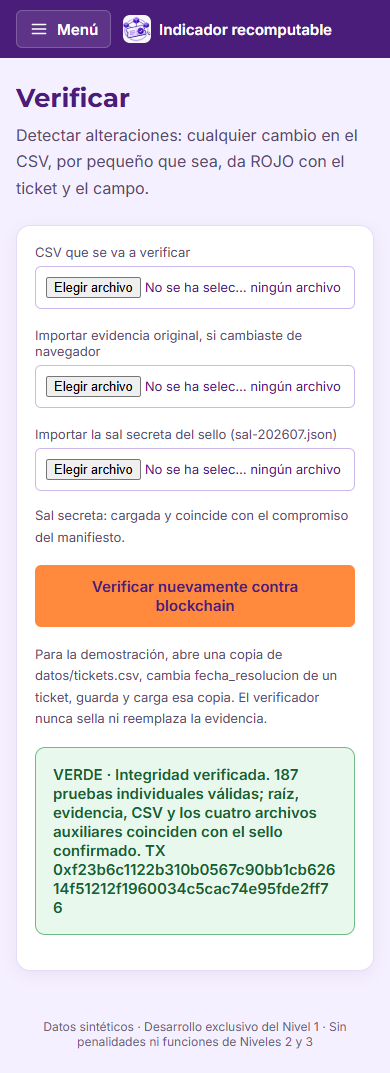 Menú
Indicador recomputable
Verificar
Detectar alteraciones: cualquier cambio en el
CSV, por pequeño que sea, da ROJO con el
ticket y el campo.
CSV que se va a verificar
Elegir archivo No se ha selec... ningún archivo
Importar evidencia original, si cambiaste de
navegador
Elegir archivo No se ha selec... ningún archivo
Importar la sal secreta del sello (sal-202607.json)
Elegir archivo No se ha selec... ningún archivo
Sal secreta: cargada y coincide con el compromiso
del manifiesto.
Verificar nuevamente contra
blockchain
Para la demostración, abre una copia de
datos/tickets.csv, cambia fecha_resolucion de un
ticket, guarda y carga esa copia. El verificador
nunca sella ni reemplaza la evidencia.
VERDE · Integridad verificada. 187
pruebas individuales válidas; raíz,
evidencia, CSV y los cuatro archivos
auxiliares coinciden con el sello
confirmado. TX
0xf23b6c1122b310b0567c90bb1cb626
14f51212f1960034c5cac74e95fde2ff7
6
Datos sintéticos · Desarrollo exclusivo del Nivel 1 · Sin
penalidades ni funciones de Niveles 2 y 3